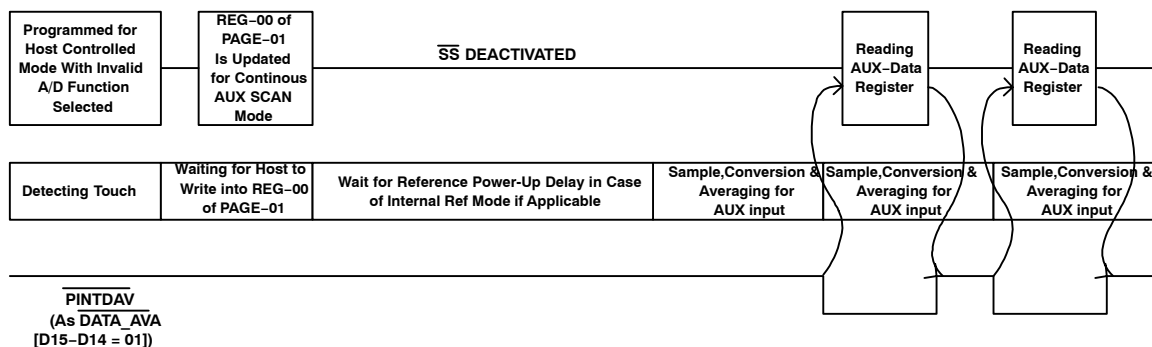 Programmed for
Host Controlled
Mode With Invalid
A/D Function
Selected
REG-00 of
PAGE-01
Is Updated
for Continous
AUX SCAN
Mode
SS DEACTIVATED
Reading
AUX−Data
Register
Reading
AUX−Data
Register
Detecting Touch
Waiting for Host to
Write into REG-00
of PAGE-01
Wait for Reference Power-Up Delay in Case
of Internal Ref Mode if Applicable
Sample,Conversion &
Averaging for
AUX input
Sample,Conversion &
Averaging for
AUX input
Sample,Conversion &
Averaging for
AUX input
PINTDAV
(As DATA_AVA
[D15−D14 = 01])